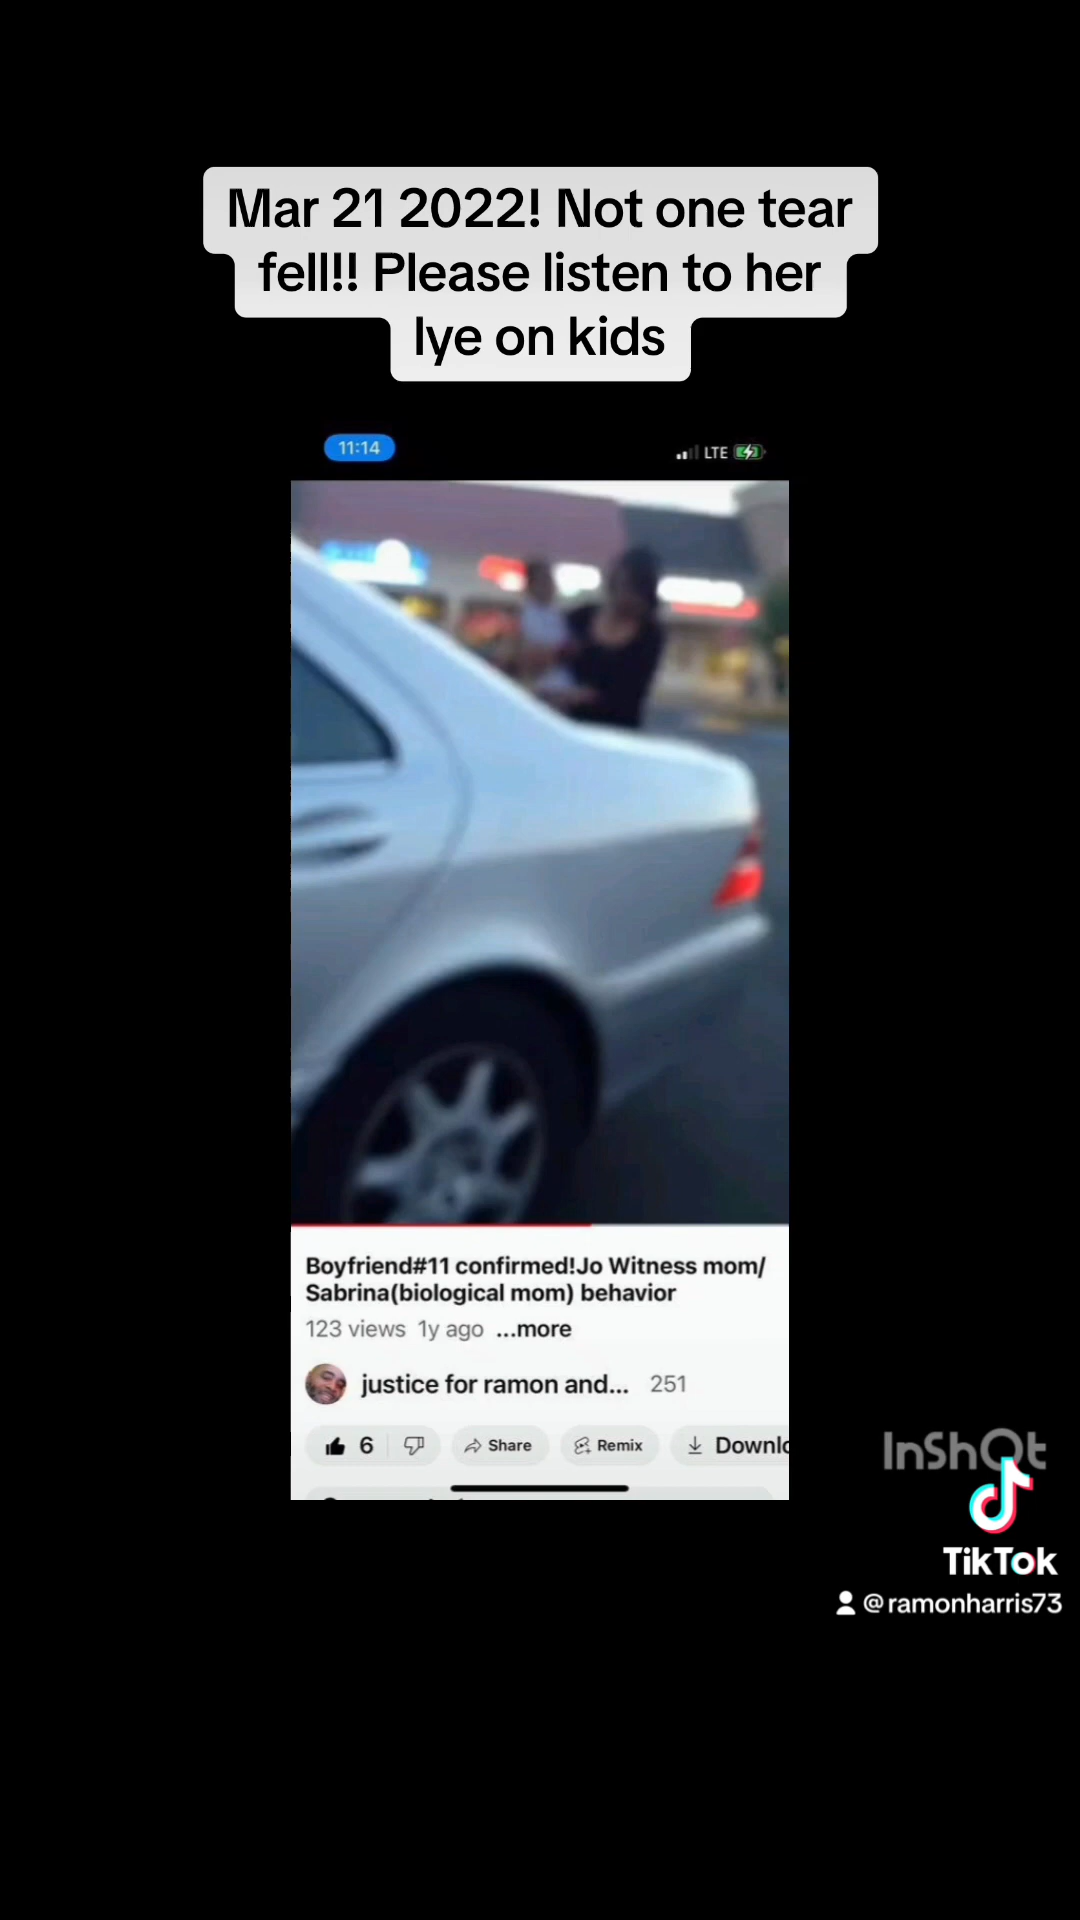 Mar 21 2022! Not one tear
fell!! Please listen to her
lye on kids
11:14
LTE
Boyfriend#11 confirmed!Jo Witness mom/
Sabrina(biological mom) behavior
123 views 1y ago ...more
justice for ramon and... 251
6 Share Remix Downlo
InShOt
TikTok
@ramonharris73